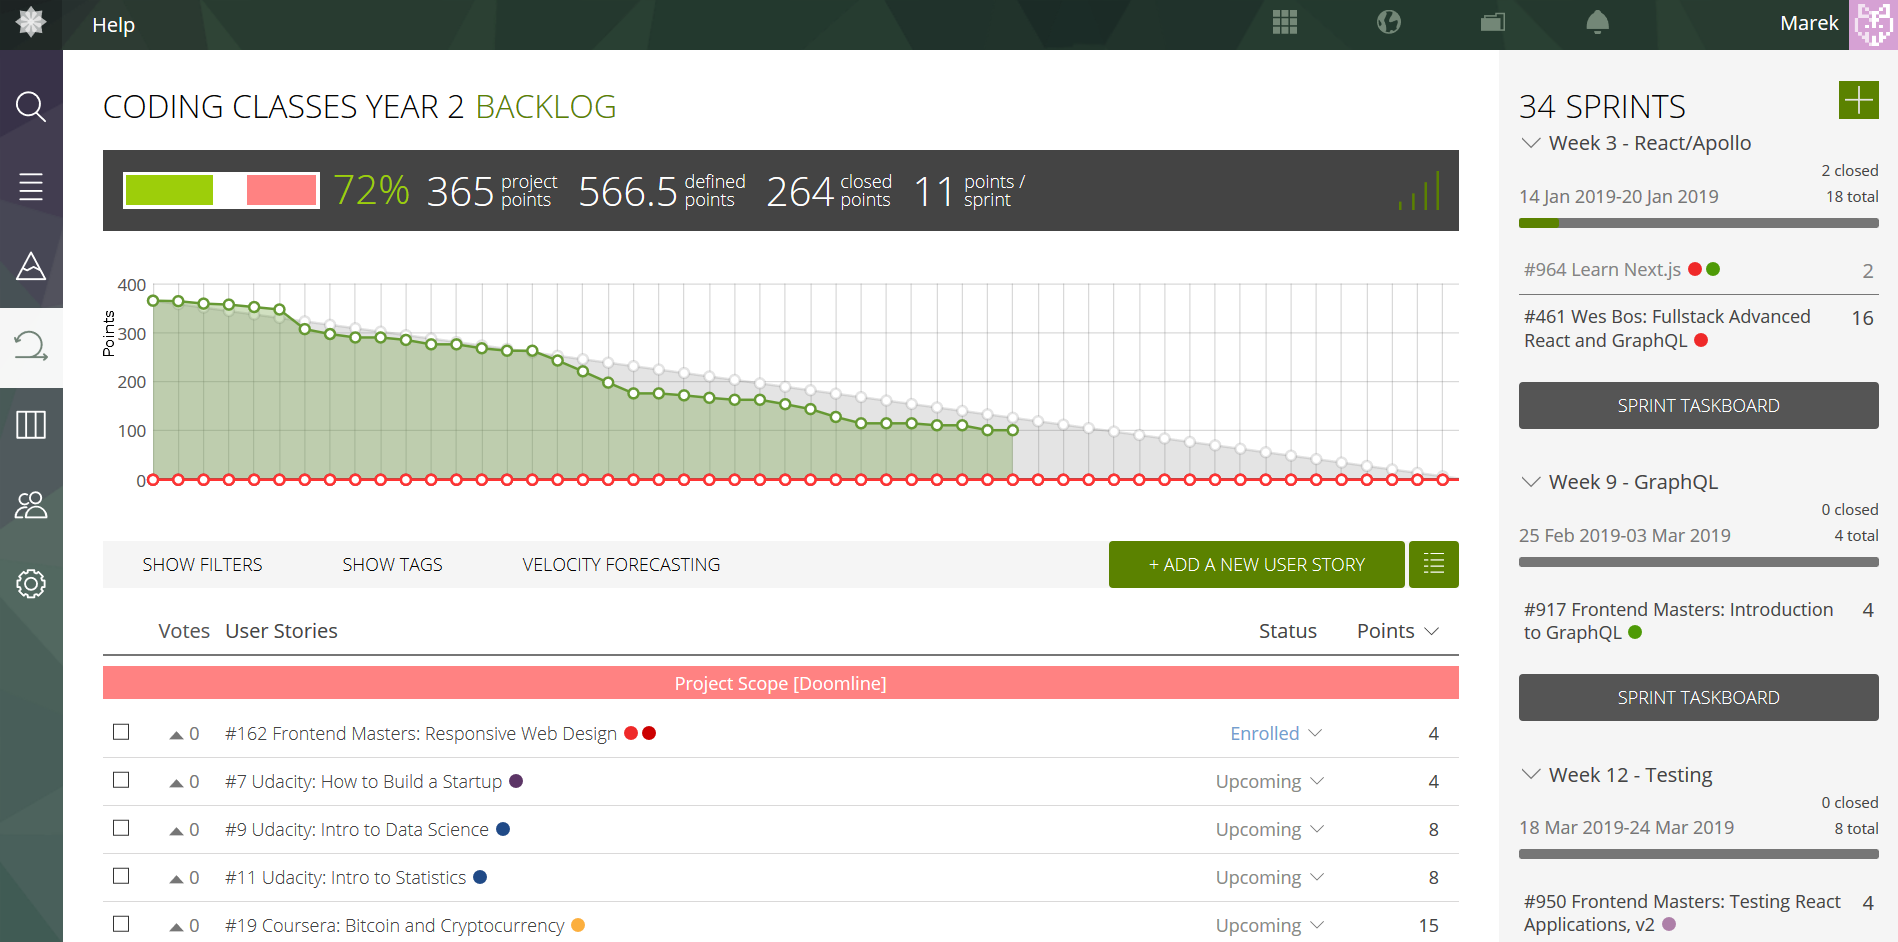 Help
Marek
CODING CLASSES YEAR 2 BACKLOG
72% 365 project points 566.5 defined points 264 closed points 11 points / sprint
400
300
200
100
0
Points
SHOW FILTERS SHOW TAGS VELOCITY FORECASTING + ADD A NEW USER STORY
Votes User Stories Status Points
Project Scope [Doomline]
0 #162 Frontend Masters: Responsive Web Design Enrolled 4
0 #7 Udacity: How to Build a Startup Upcoming 4
0 #9 Udacity: Intro to Data Science Upcoming 8
0 #11 Udacity: Intro to Statistics Upcoming 8
0 #19 Coursera: Bitcoin and Cryptocurrency Upcoming 15
34 SPRINTS
Week 3 - React/Apollo
2 closed
14 Jan 2019-20 Jan 2019 18 total
#964 Learn Next.js 2
#461 Wes Bos: Fullstack Advanced 16
React and GraphQL
SPRINT TASKBOARD
Week 9 - GraphQL
0 closed
25 Feb 2019-03 Mar 2019 4 total
#917 Frontend Masters: Introduction 4
to GraphQL
SPRINT TASKBOARD
Week 12 - Testing
0 closed
18 Mar 2019-24 Mar 2019 8 total
#950 Frontend Masters: Testing React 4
Applications, v2